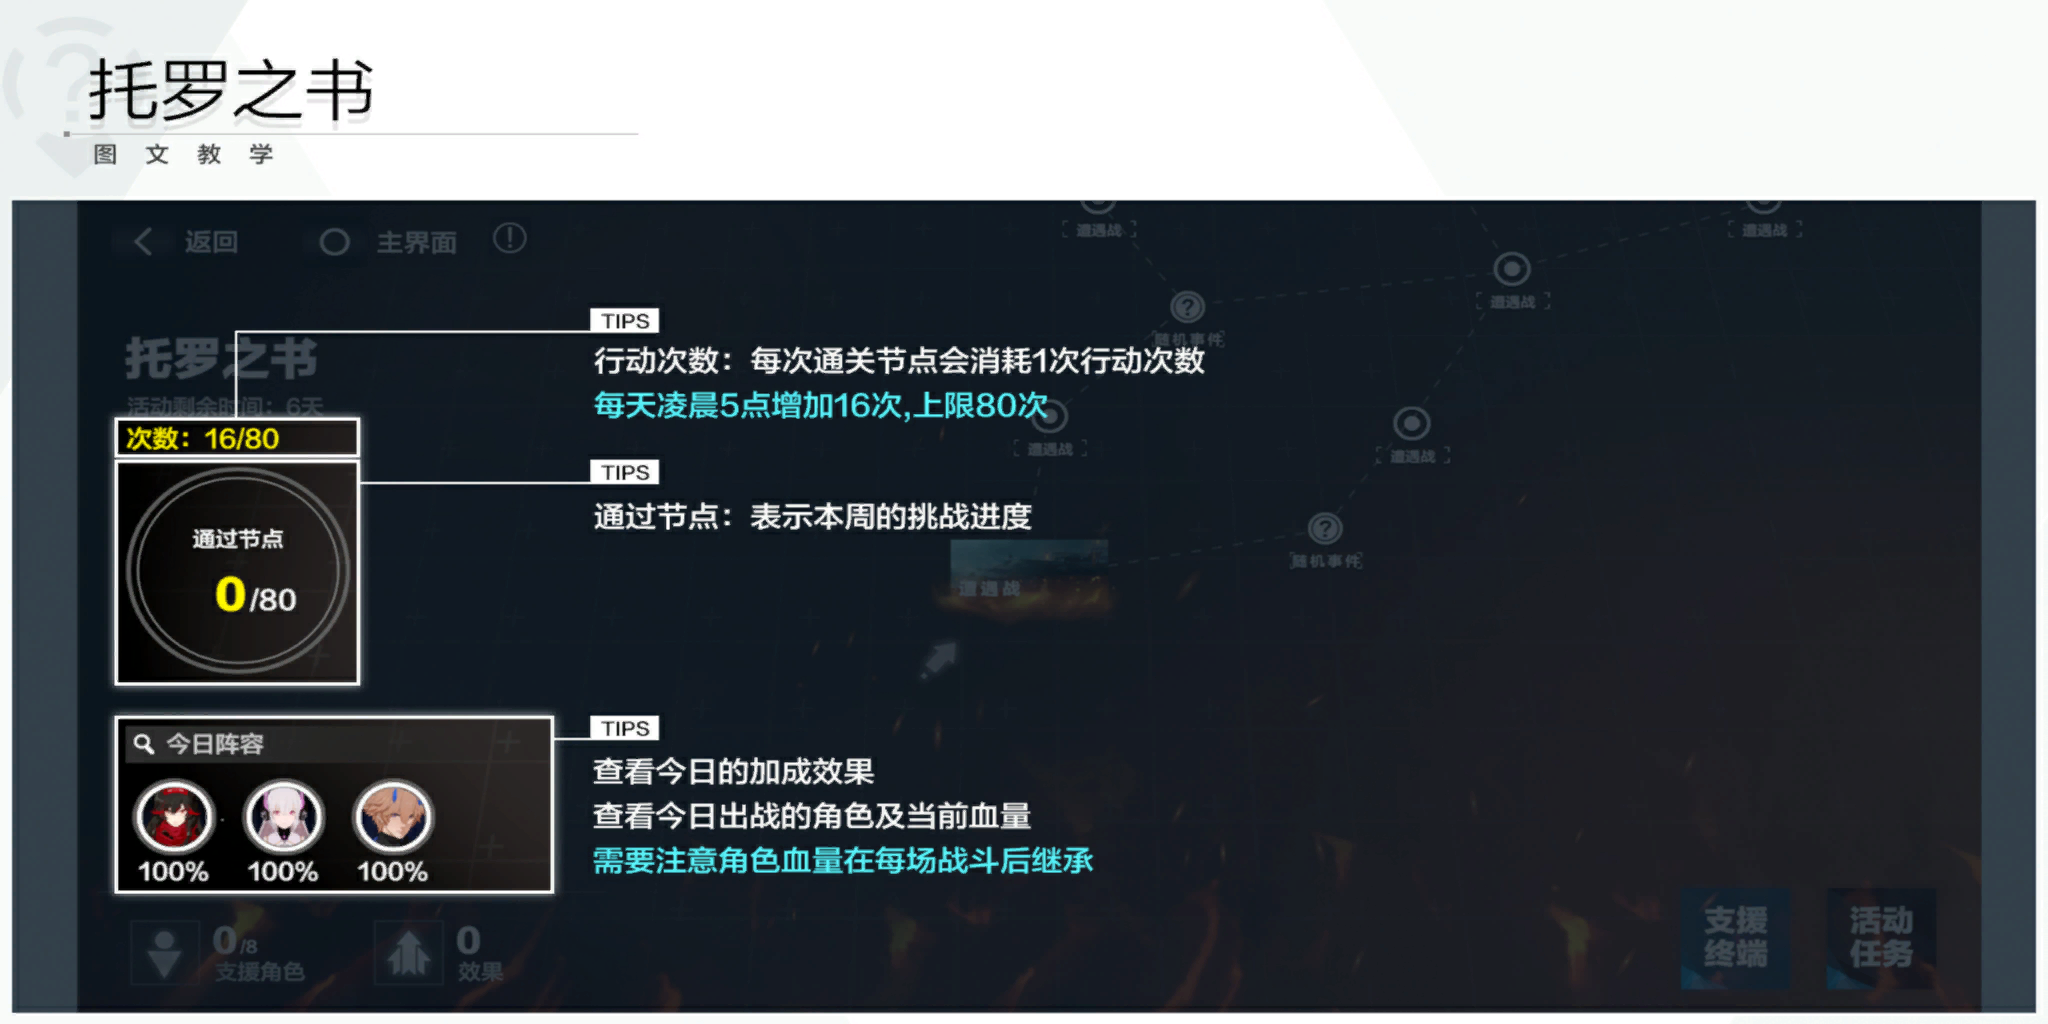 托罗之书
图文教学
返回
主界面
遭遇战
遭遇战
遭遇战
随机事件
TIPS
行动次数：每次通关节点会消耗1次行动次数
每天凌晨5点增加16次,上限80次
托罗之书
活动剩余时间：6天
次数：16/80
遭遇战
遭遇战
TIPS
通过节点：表示本周的挑战进度
通过节点
0/80
随机事件
遭遇战
TIPS
查看今日的加成效果
查看今日出战的角色及当前血量
需要注意角色血量在每场战斗后继承
今日阵容
100%
100%
100%
0/8
支援角色
0
效果
支援
终端
活动
任务